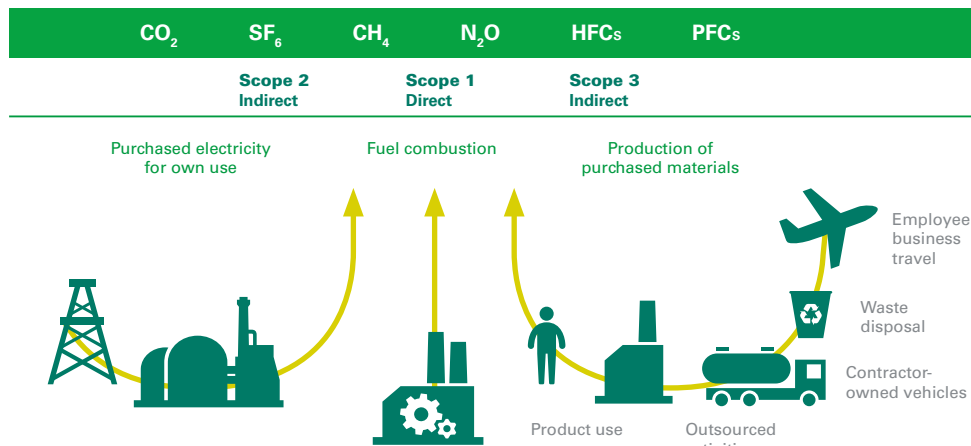 CO2 SF6 CH4 N2O HFCs PFCs
Scope 2
Indirect
Scope 1
Direct
Scope 3
Indirect
Purchased electricity
for own use
Fuel combustion
Production of
purchased materials
Employee
business
travel
Waste
disposal
Contractor-
owned vehicles
Product use
Outsourced